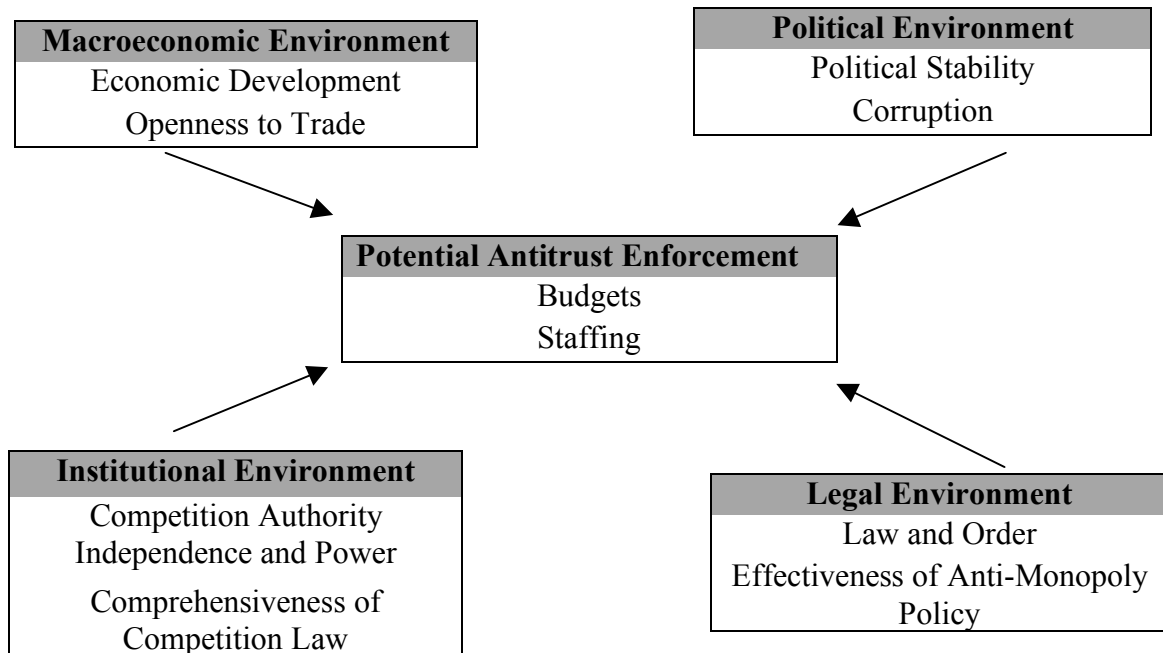 Macroeconomic Environment
Economic Development
Openness to Trade
Political Environment
Political Stability
Corruption
Potential Antitrust Enforcement
Budgets
Staffing
Institutional Environment
Competition Authority
Independence and Power
Comprehensiveness of
Competition Law
Legal Environment
Law and Order
Effectiveness of Anti-Monopoly
Policy